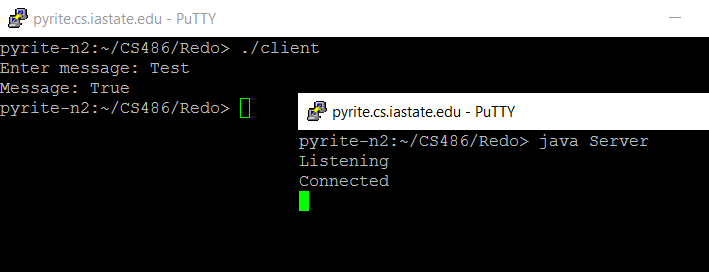 pyrite.cs.iastate.edu - PuTTY
pyrite-n2:~/CS486/Redo> ./client
Enter message: Test
Message: True
pyrite-n2:~/CS486/Redo>
pyrite.cs.iastate.edu - PuTTY
pyrite-n2:~/CS486/Redo> java Server
Listening
Connected